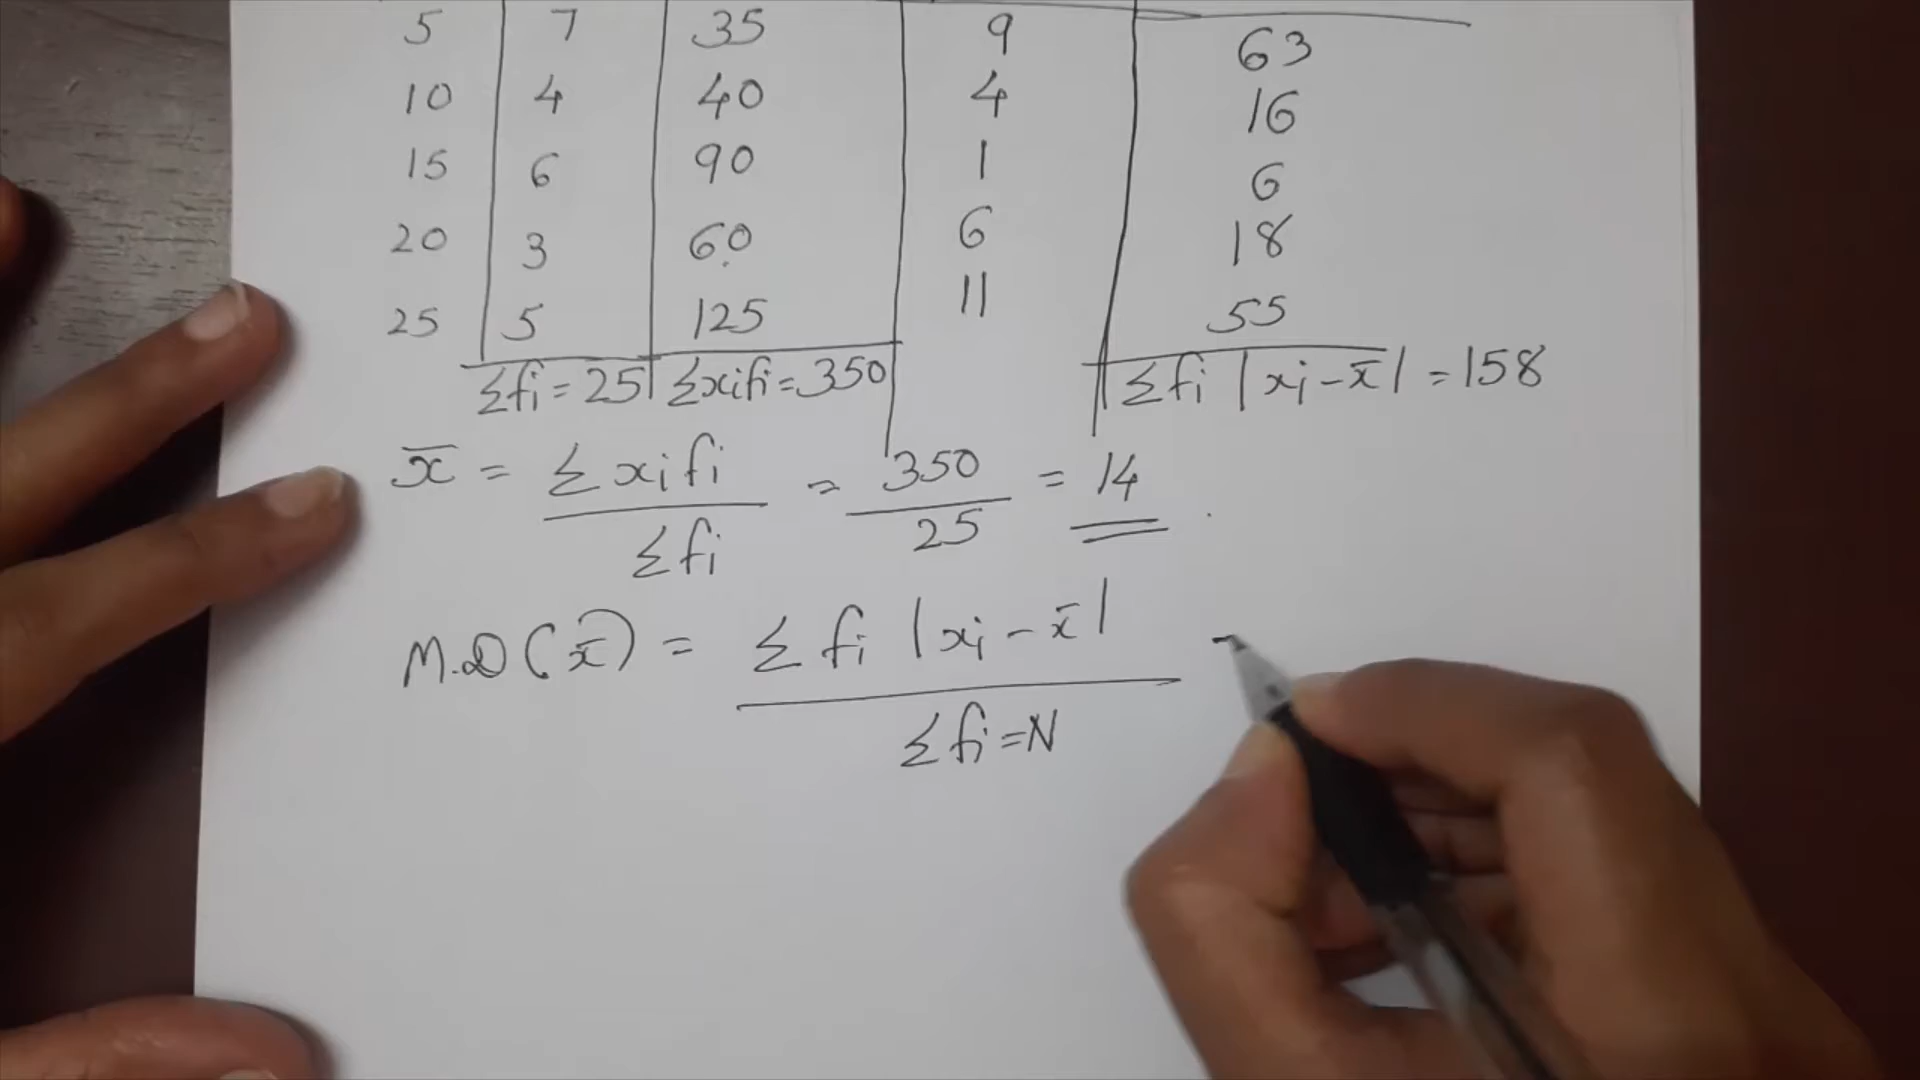 5 7 35 9 63
10 4 40 4 16
15 6 90 1 6
20 3 60 6 18
25 5 125 11 55
Σfi = 25 Σxifi = 350 Σfi |xi - x̄| = 158
x̄ = Σxifi / Σfi = 350 / 25 = 14
M.D(x̄) = Σfi |xi - x̄| / Σfi = N